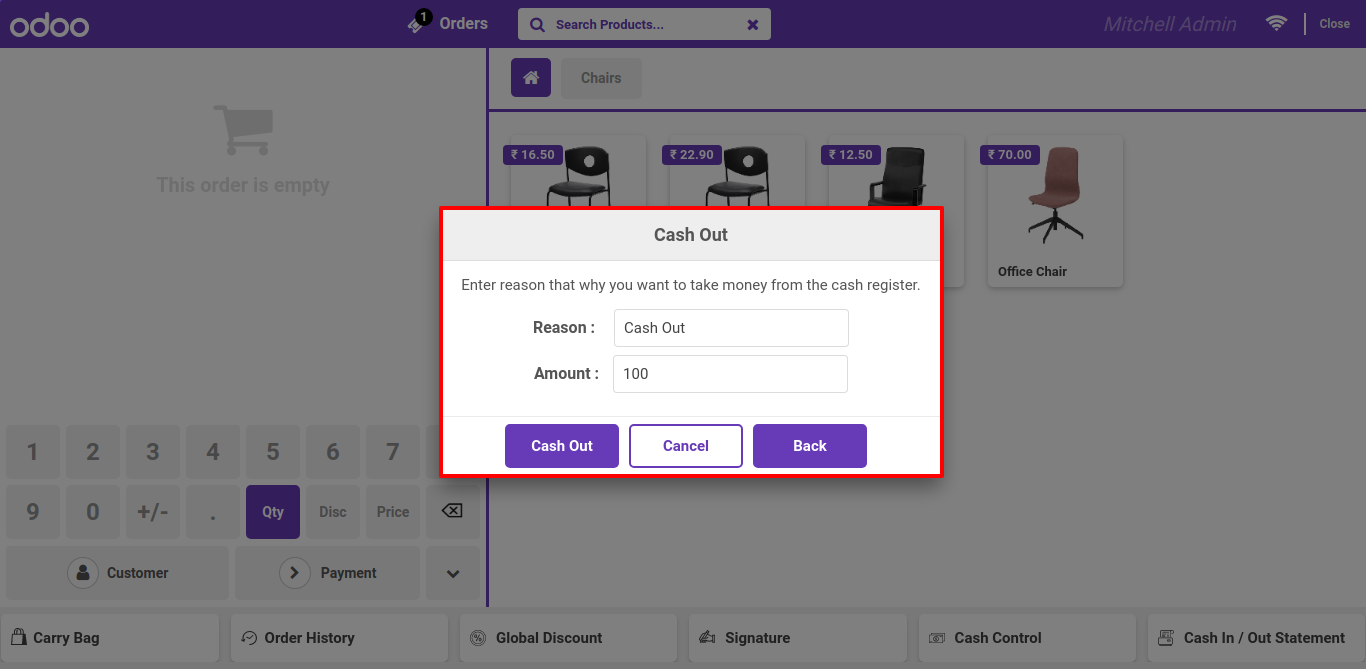 odoo
1
Orders
Search Products...
Mitchell Admin
Close
Chairs
This order is empty
₹ 16.50
₹ 22.90
₹ 12.50
₹ 70.00
Office Chair
Cash Out
Enter reason that why you want to take money from the cash register.
Reason :
Cash Out
Amount :
100
Cash Out
Cancel
Back
1 2 3 4 5 6 7
9 0 +/- . Qty Disc Price
Customer
Payment
Carry Bag
Order History
Global Discount
Signature
Cash Control
Cash In / Out Statement